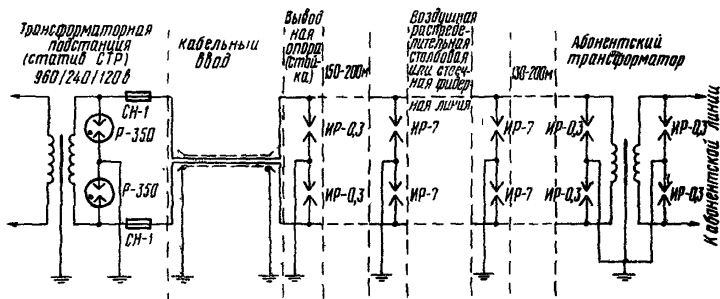 Трансформаторная
подстанция
(статив СТР)
960/240/120в
кабельный
ввод
Вывод
ная
опора
(стой-
ка)
150-200м
Воздушная
распреде-
лительная
столбовая
или стоеч-
ная фидер-
ная линия
130-200м
Абонентский
трансформатор
СН-1
Р-350
Р-350
СН-1
ИР-0,3
ИР-0,3
ИР-7
ИР-7
ИР-7
ИР-7
ИР-0,3
ИР-0,3
ИР-0,3
ИР-0,3
К абонентской линии